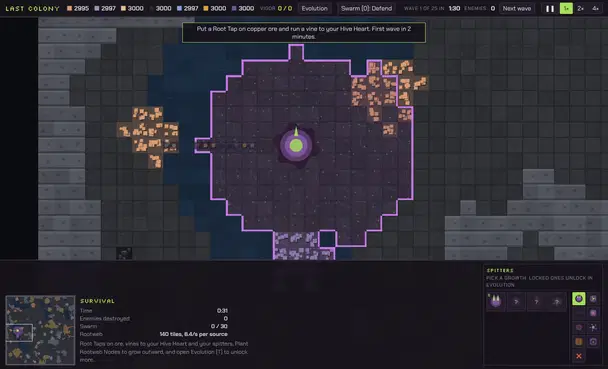 LAST COLONY
2995 2997 3000 3000 2997 3000 3000 VOOR 0/0 Evolution Swarm [G]: Defend WAVE 1 OF 25 IN 1:30 ENEMIES 0 Next wave 1× 2× 4×
Put a Root Tap on copper ore and run a vine to your Hive Heart. First wave in 2
minutes.
SURVIVAL
Time 0:31
Enemies destroyed 0
Swarm 0 / 30
Rootweb 140 tiles, 8.4/s per source
Root Taps on ore, vines to your Hive Heart and your spitters. Plant
Rootweb Nodes to grow outward, and open Evolution [T] to unlock
more.
SPITTERS
PICK A GROWTH. LOCKED ONES UNLOCK IN
EVOLUTION.
? ? ?